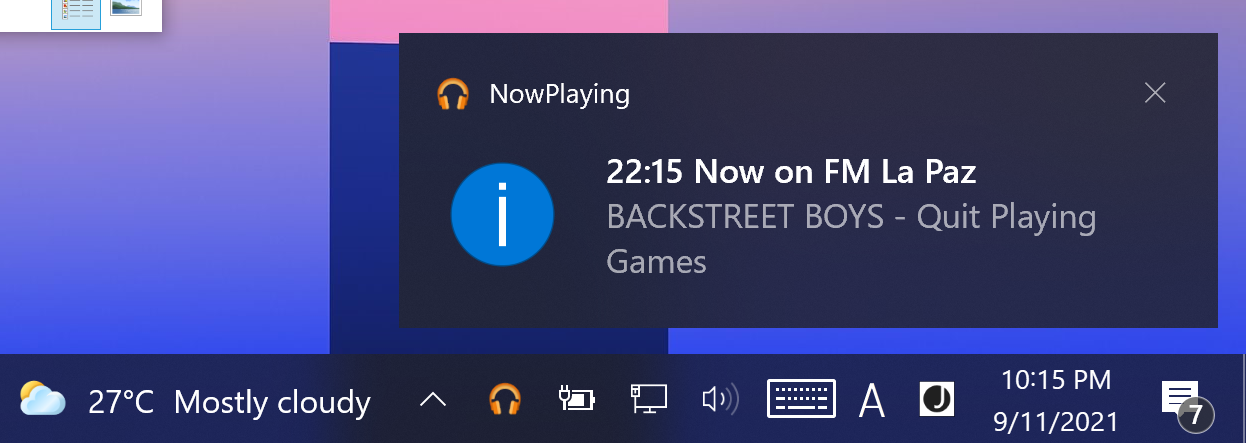 NowPlaying
22:15 Now on FM La Paz
BACKSTREET BOYS - Quit Playing
Games
27°C Mostly cloudy
A
J
10:15 PM
9/11/2021
7